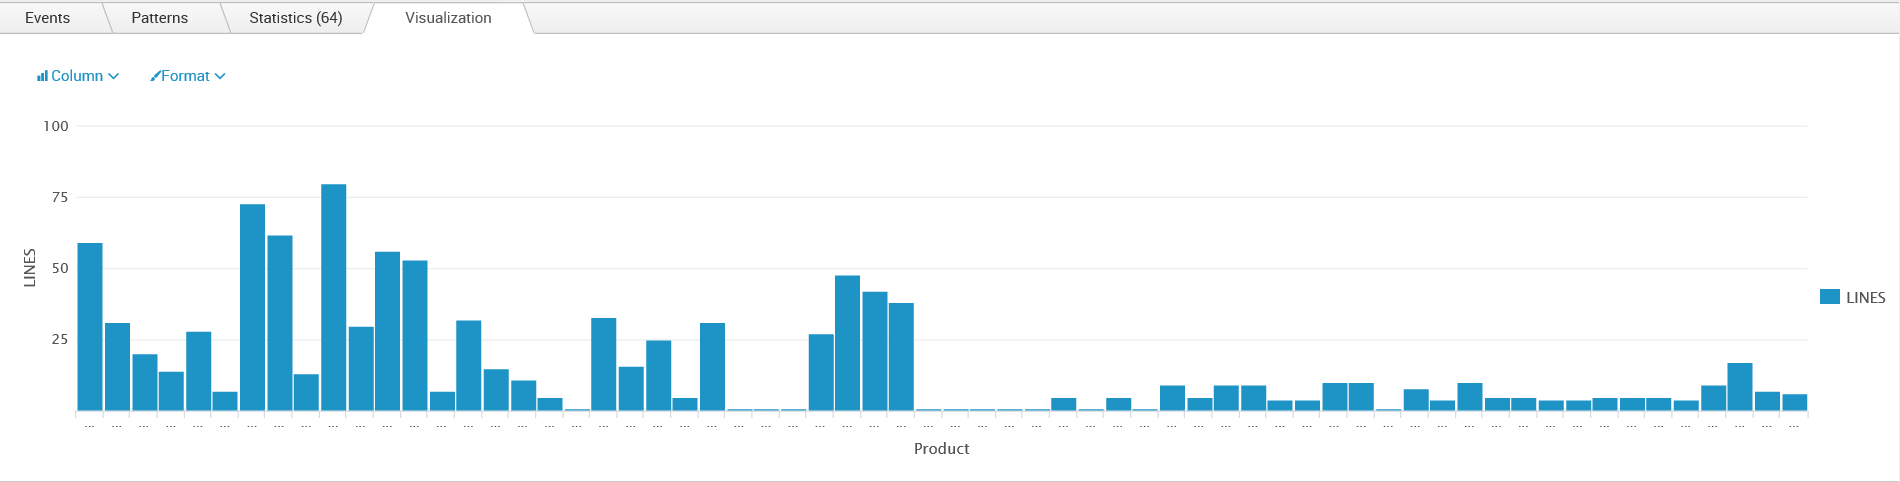 Events Patterns Statistics (64) Visualization
Column Format
100
75
50
25
LINES
LINES
... ... ... ... ... ... ... ... ... ... ... ... ... ... ... ... ... ... ... ... ... ... ... ... ... ... ... ... ... ... ... ... ... ... ... ... ... ... ... ... ... ... ... ... ... ... ... ... ... ... ... ... ... ... ... ... ... ... ... ... ... ... ... ...
Product